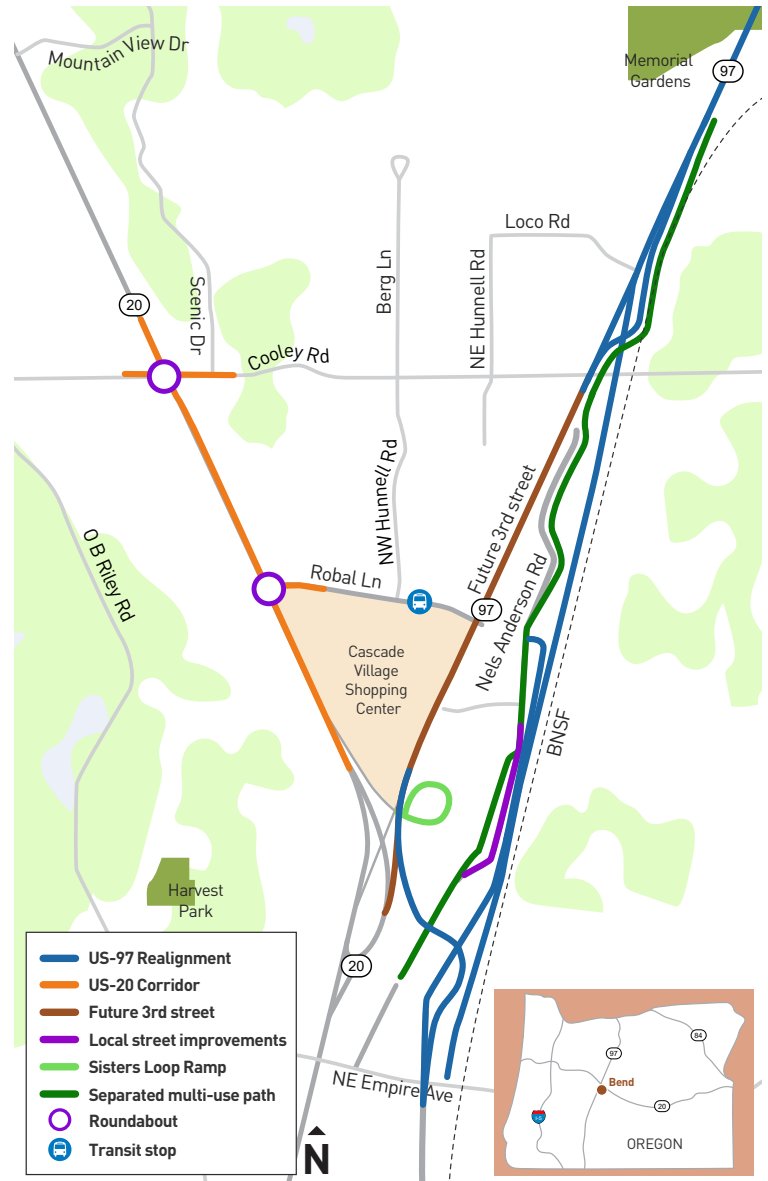 Mountain View Dr
Memorial
Gardens
97
Loco Rd
Berg Ln
NE Hunnell Rd
Scenic Dr
20
Cooley Rd
NW Hunnell Rd
Future 3rd street
O B Riley Rd
Robal Ln
97
Nels Anderson Rd
Cascade
Village
Shopping
Center
BNSF
Harvest
Park
20
US-97 Realignment
US-20 Corridor
Future 3rd street
Local street improvements
Sisters Loop Ramp
Separated multi-use path
Roundabout
Transit stop
NE Empire Ave
N
84
97
Bend
20
I-5
OREGON